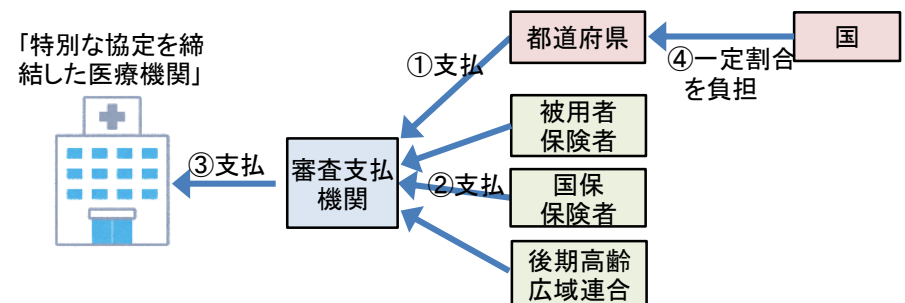 「特別な協定を締
結した医療機関」
③支払
審査支払
機関
①支払
②支払
都道府県
被用者
保険者
国保
保険者
後期高齢
広域連合
④一定割合
を負担
国